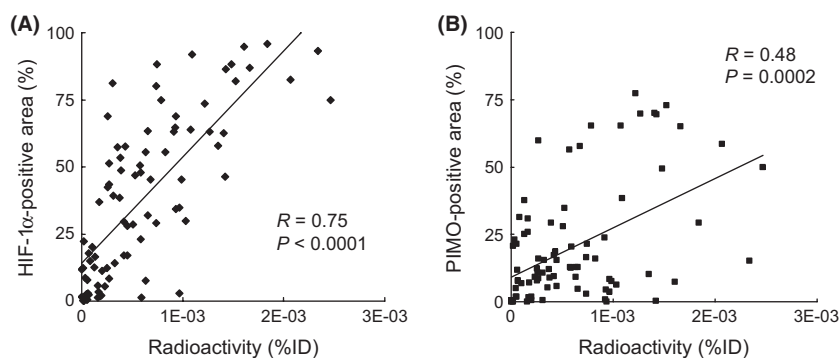 (A)
HIF-1α-positive area (%)
100
75
50
25
0
0
1E-03
2E-03
3E-03
Radioactivity (%ID)
R = 0.75
P < 0.0001
(B)
PIMO-positive area (%)
100
75
50
25
0
0
1E-03
2E-03
3E-03
Radioactivity (%ID)
R = 0.48
P = 0.0002